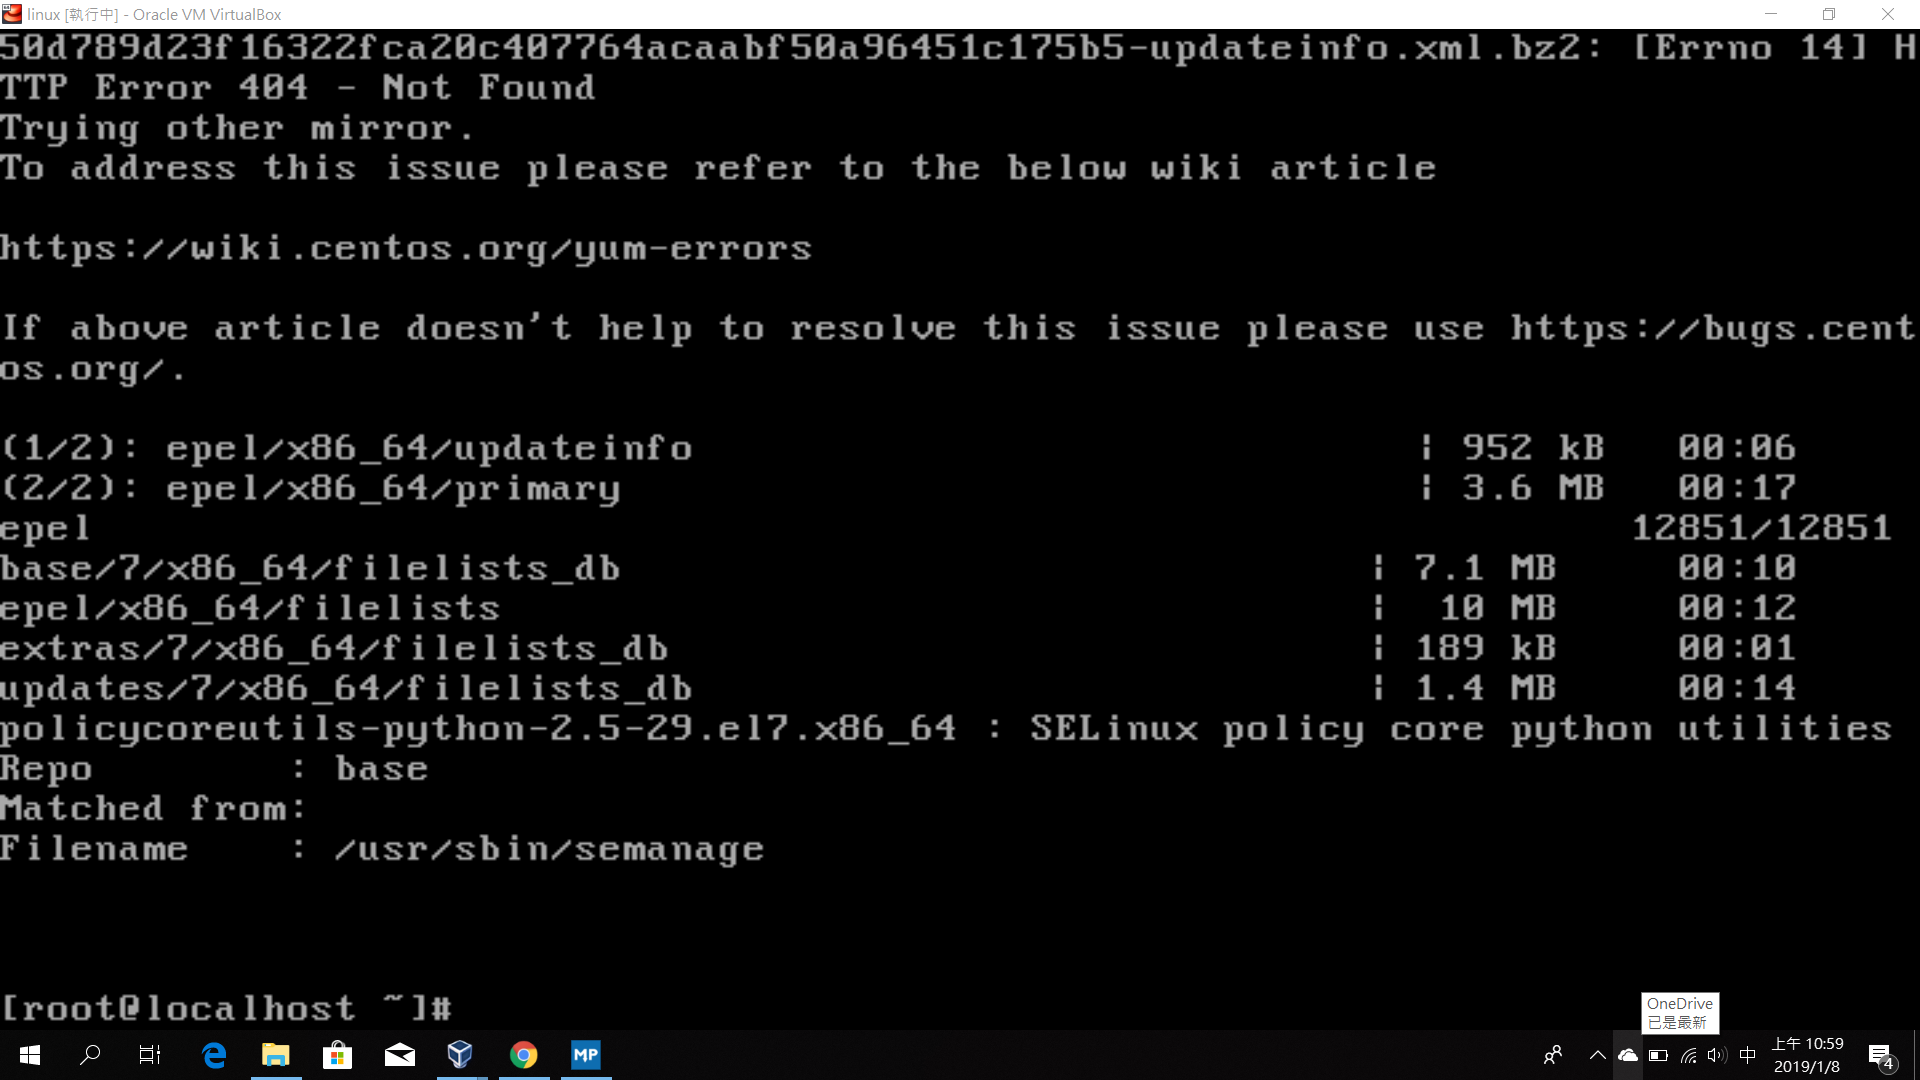 linux [執行中] - Oracle VM VirtualBox
50d789d23f16322fca20c407764acaabf50a96451c175b5-updateinfo.xml.bz2: [Errno 14] H
TTP Error 404 - Not Found
Trying other mirror.
To address this issue please refer to the below wiki article
https://wiki.centos.org/yum-errors
If above article doesn't help to resolve this issue please use https://bugs.cent
os.org/.
(1/2): epel/x86_64/updateinfo | 952 kB 00:06
(2/2): epel/x86_64/primary | 3.6 MB 00:17
epel 12851/12851
base/7/x86_64/filelists_db | 7.1 MB 00:10
epel/x86_64/filelists | 10 MB 00:12
extras/7/x86_64/filelists_db | 189 kB 00:01
updates/7/x86_64/filelists_db | 1.4 MB 00:14
policycoreutils-python-2.5-29.el7.x86_64 : SELinux policy core python utilities
Repo : base
Matched from:
Filename : /usr/sbin/semanage
[root@localhost ~]#
OneDrive
已是最新
MP
中
上午 10:59
2019/1/8
4